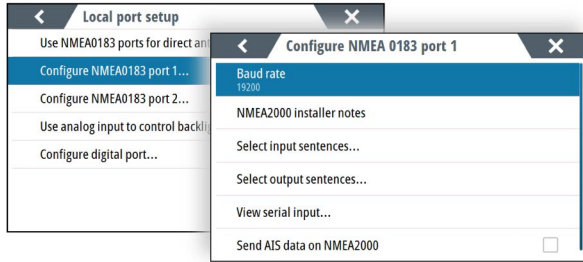 Local port setup
Use NMEA0183 ports for direct
Configure NMEA0183 port 1...
Configure NMEA0183 port 2...
Use analog input to control
Configure digital port...
Configure NMEA 0183 port 1
Baud rate
19200
NMEA2000 installer notes
Select input sentences...
Select output sentences...
View serial input...
Send AIS data on NMEA2000